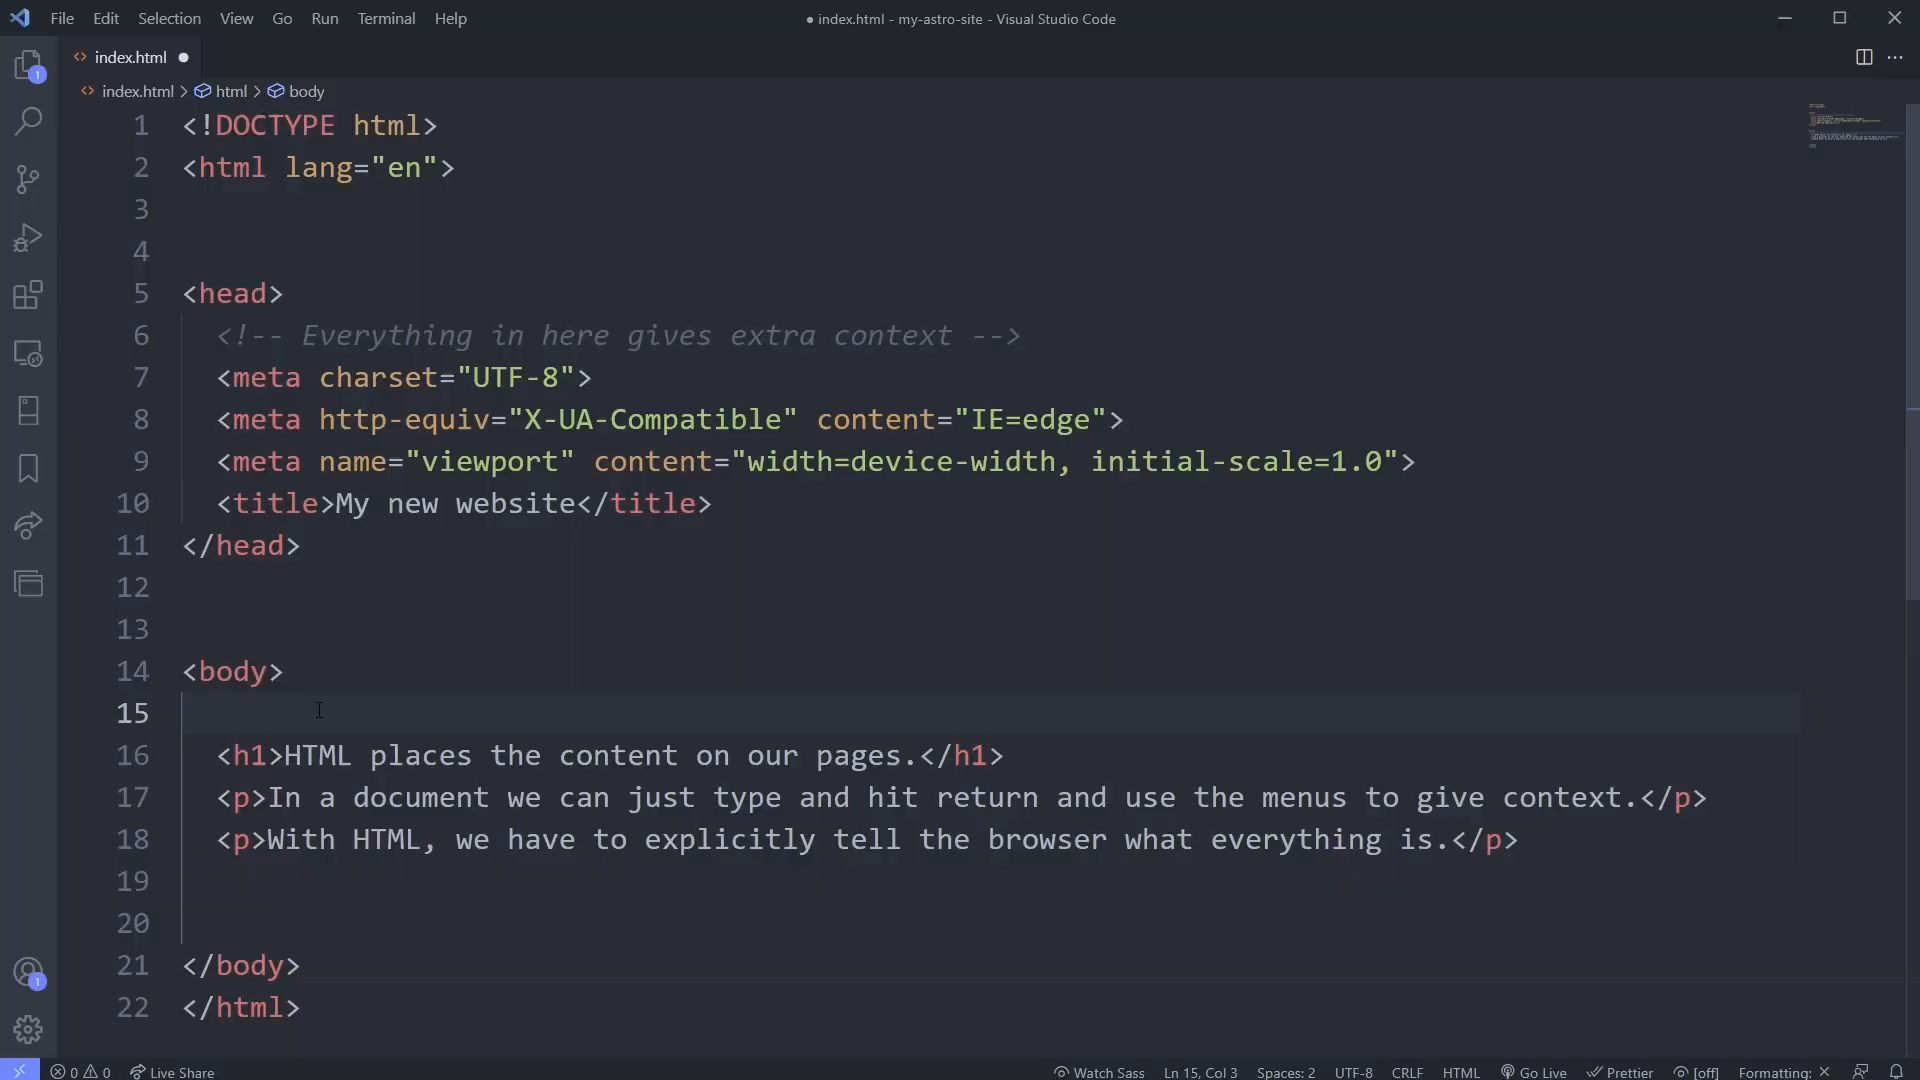 File Edit Selection View Go Run Terminal Help
● index.html - my-astro-site - Visual Studio Code
1
index.html ●
index.html > html > body
1 <!DOCTYPE html>
2 <html lang="en">
3
4
5 <head>
6 <!-- Everything in here gives extra context -->
7 <meta charset="UTF-8">
8 <meta http-equiv="X-UA-Compatible" content="IE=edge">
9 <meta name="viewport" content="width=device-width, initial-scale=1.0">
10 <title>My new website</title>
11 </head>
12
13
14 <body>
15
16 <h1>HTML places the content on our pages.</h1>
17 <p>In a document we can just type and hit return and use the menus to give context.</p>
18 <p>With HTML, we have to explicitly tell the browser what everything is.</p>
19
20
21 </body>
22 </html>
1
0 0 Live Share Watch Sass Ln 15, Col 3 Spaces: 2 UTF-8 CRLF HTML Go Live Prettier [off] Formatting: ×